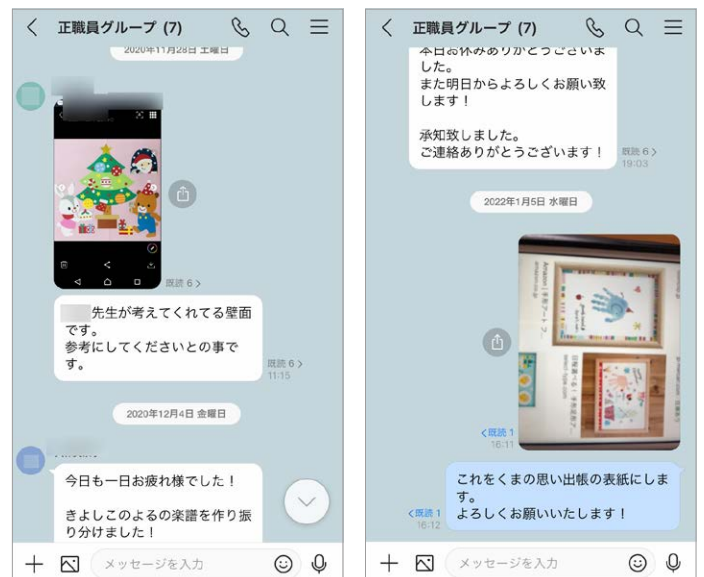 正職員グループ (7)
2020年11月28日 土曜日
既読 6
先生が考えてくれてる壁面
です。
参考にしてくださいとの事で
す。
既読 6
11:15
2020年12月4日 金曜日
今日も一日お疲れ様でした！
きよしこのよるの楽譜を作り振
り分けました！
メッセージを入力
正職員グループ (7)
本日お休みありがとうございま
した。
また明日からよろしくお願い致
します！
承知致しました。
ご連絡ありがとうございます！
既読 6
19:03
2022年1月5日 水曜日
Amazon | 手形アート フ...
amazon.co.jp
既読 1
16:11
これをくまの思い出帳の表紙にしま
す。
よろしくお願いいたします！
既読 1
16:12
メッセージを入力